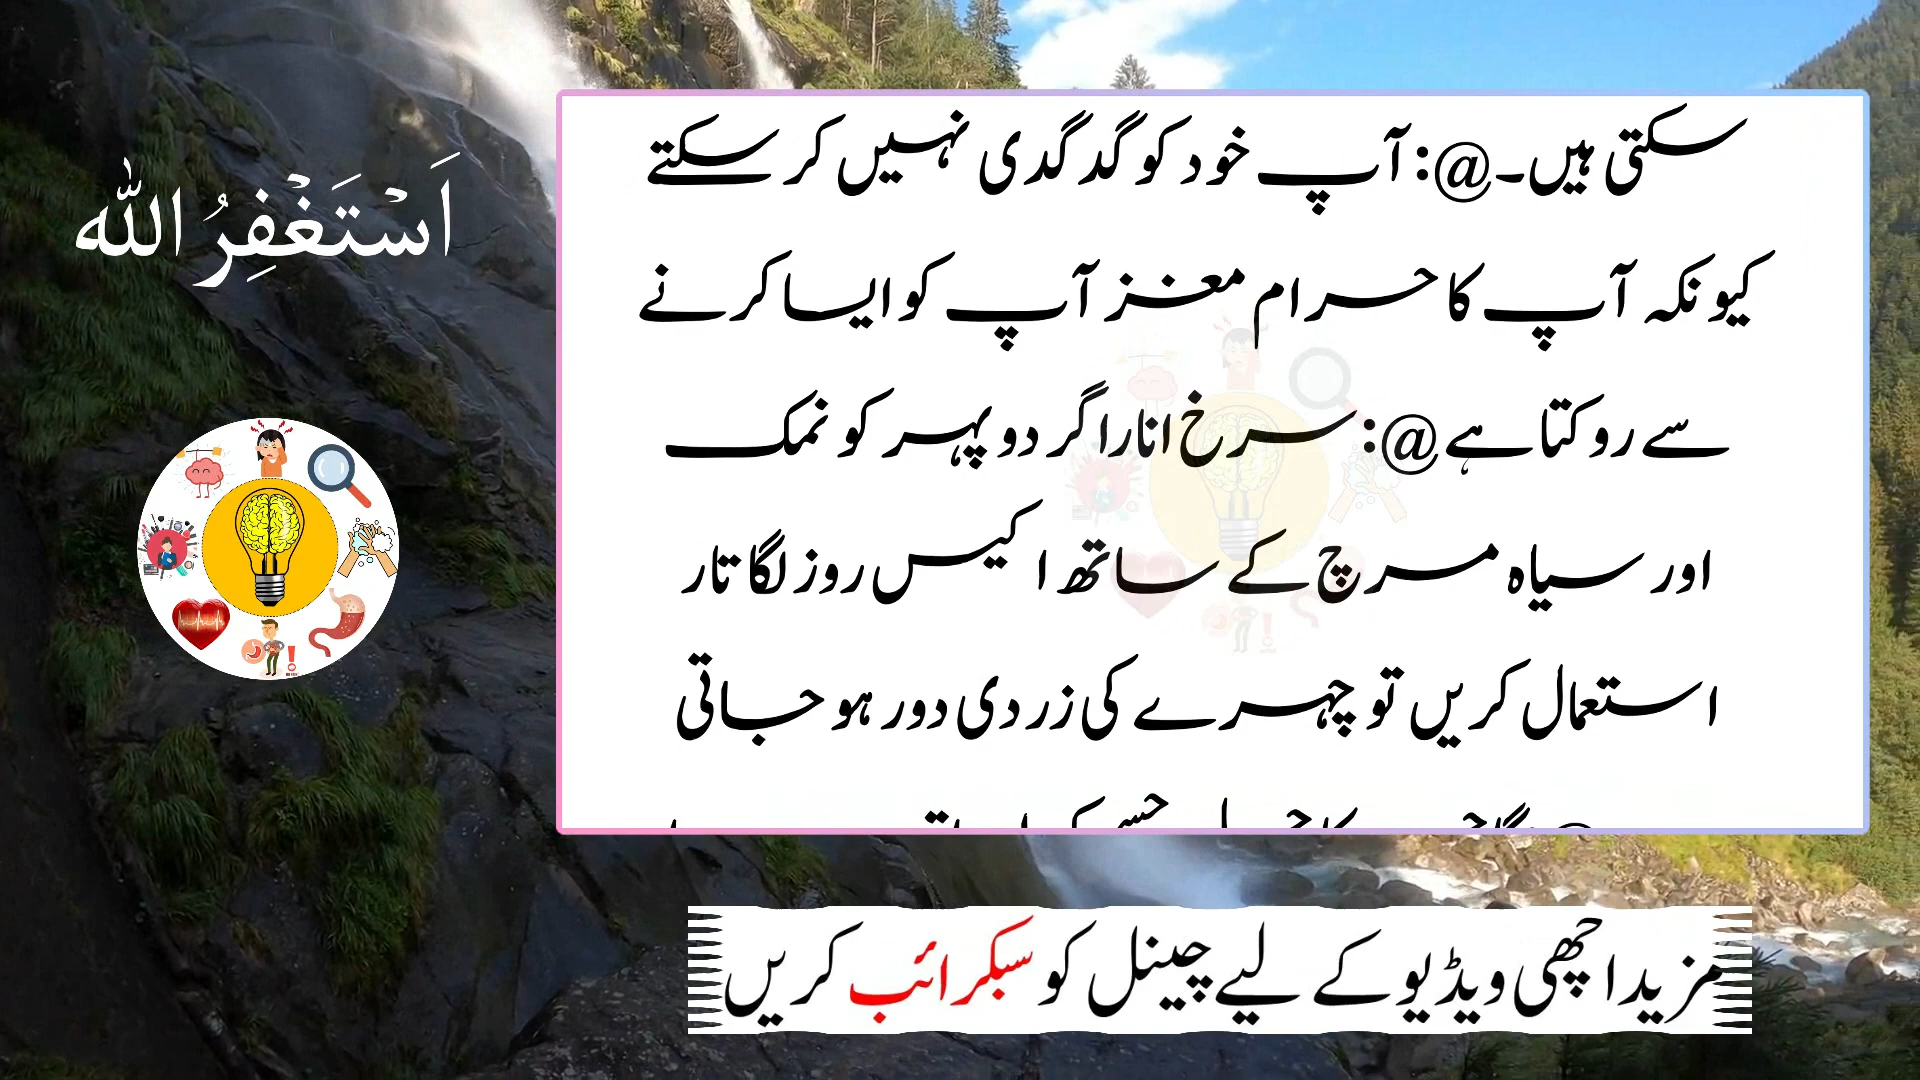 اَسْتَغْفِرُ الله
سکتی ہیں۔@: آپ خود کو گدگدی نہیں کر سکتے
کیونکہ آپ کا حرام مغز آپ کو ایسا کرنے
سے روکتا ہے @: سرخ انار اگر دوپہر کو نمک
اور سیاہ مرچ کے ساتھ اکیس روز لگاتار
استعمال کریں تو چہرے کی زردی دور ہو جاتی
مزید اچھی ویڈیو کے لیے چینل کو سبکرائب کریں